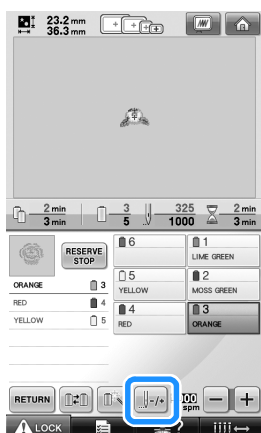 23.2 mm
36.3 mm
2 min
3 min
3
5
325
1000
2 min
3 min
RESERVE STOP
ORANGE 3
RED 4
YELLOW 5
6
1
LIME GREEN
5
YELLOW
2
MOSS GREEN
4
RED
3
ORANGE
RETURN
-/+
spm
- +
LOCK
?